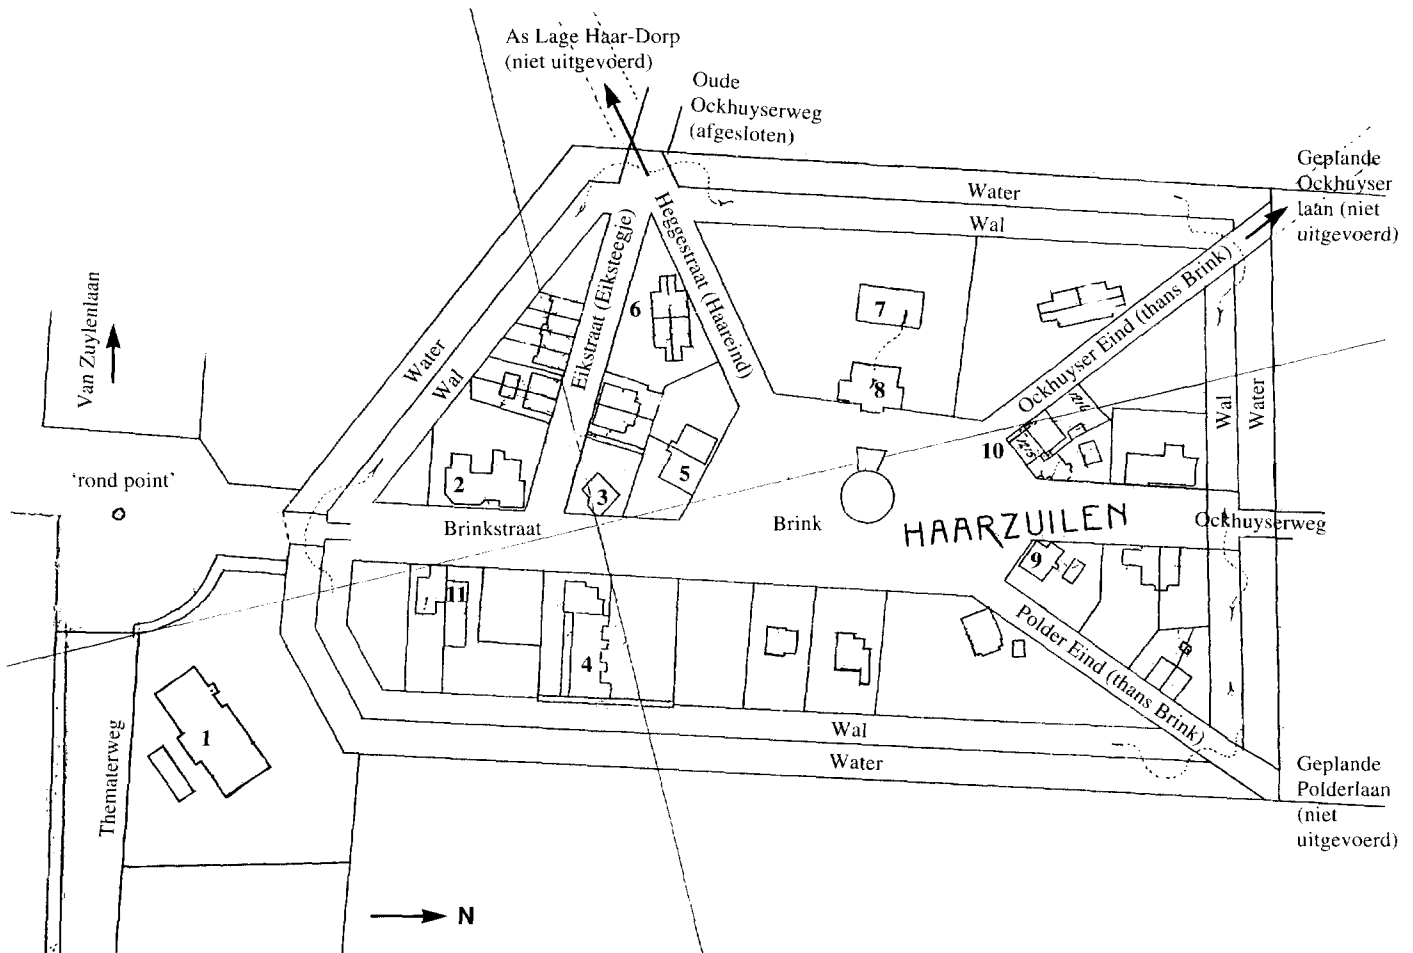 As Lage Haar-Dorp
(niet uitgevoerd)
Oude
Ockhuyserweg
(afgesloten)
Geplande
Ockhuyser
laan (niet
uitgevoerd)
Water
Wal
Heggestraat (Haareind)
Eikstraat (Eiksteegje)
Ockhuyser Eind (thans Brink)
Van Zuylenlaan
Water
Wal
Wal
Water
6
7
8
1214
1215
10
2
3
5
'rond point'
Brinkstraat
Brink
HAARZUILEN
Ockhuyserweg
9
11
4
Polder Eind (thans Brink)
1
Thematerweg
Wal
Water
Geplande
Polderlaan
(niet
uitgevoerd)
N